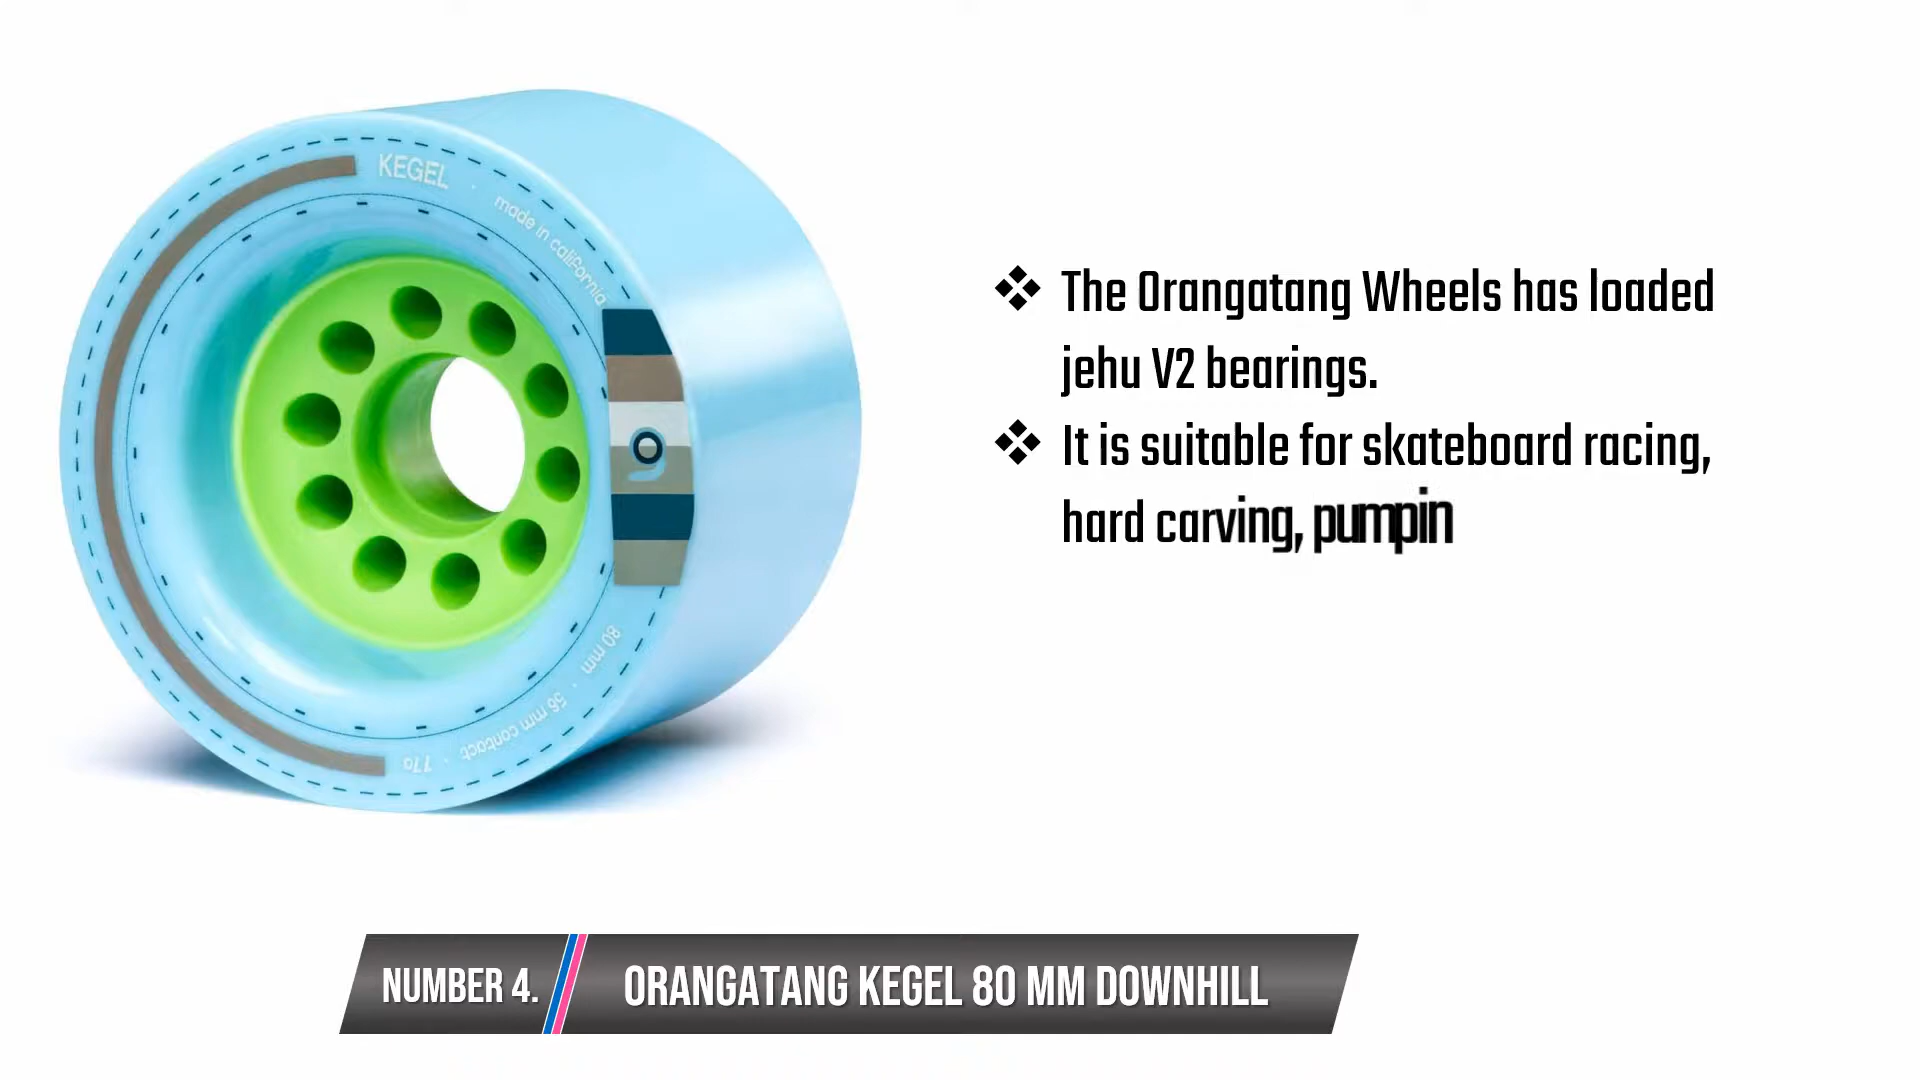 KEGEL · made in california
80 mm · 56 mm contact · 77a
❖ The Orangatang Wheels has loaded
jehu V2 bearings.
❖ It is suitable for skateboard racing,
hard carving, pumpin
NUMBER 4. ORANGATANG KEGEL 80 MM DOWNHILL